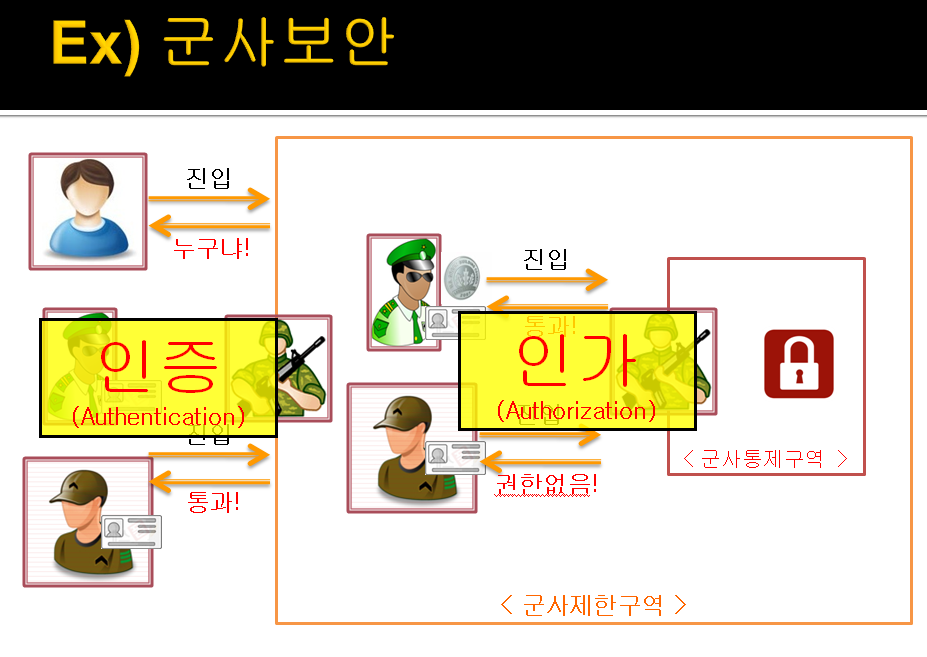 Ex) 군사보안
진입
누구냐!
인증
(Authentication)
진입
통과!
진입
통과!
인가
(Authorization)
진입
권한없음!
< 군사통제구역 >
< 군사제한구역 >